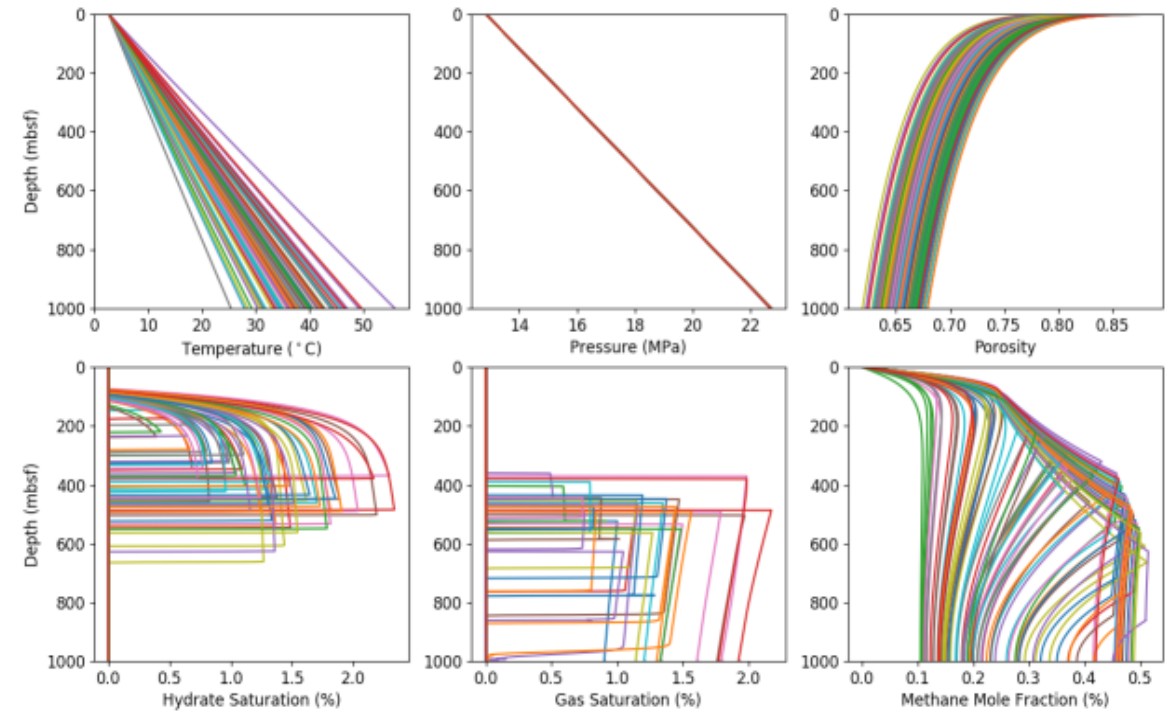 0
200
400
600
800
1000
Depth (mbsf)
0 10 20 30 40 50
Temperature (°C)
0
200
400
600
800
1000
14 16 18 20 22
Pressure (MPa)
0
200
400
600
800
1000
0.65 0.70 0.75 0.80 0.85
Porosity
0
200
400
600
800
1000
Depth (mbsf)
0.0 0.5 1.0 1.5 2.0
Hydrate Saturation (%)
0
200
400
600
800
1000
0.0 0.5 1.0 1.5 2.0
Gas Saturation (%)
0
200
400
600
800
1000
0.0 0.1 0.2 0.3 0.4 0.5
Methane Mole Fraction (%)